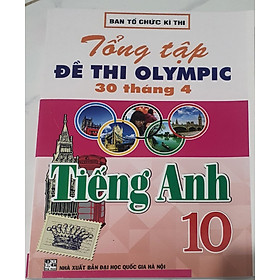 BAN TỔ CHỨC KÌ THI
Tổng tập
ĐỀ THI OLYMPIC
30 tháng 4
Tiếng Anh
10
NHÀ XUẤT BẢN ĐẠI HỌC QUỐC GIA HÀ NỘI